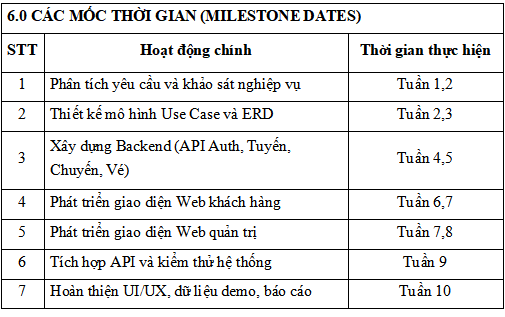 6.0 CÁC MỐC THỜI GIAN (MILESTONE DATES)
STT Hoạt động chính Thời gian thực hiện
1 Phân tích yêu cầu và khảo sát nghiệp vụ Tuần 1,2
2 Thiết kế mô hình Use Case và ERD Tuần 2,3
3 Xây dựng Backend (API Auth, Tuyến, Tuần 4,5
Chuyến, Vé)
4 Phát triển giao diện Web khách hàng Tuần 6,7
5 Phát triển giao diện Web quản trị Tuần 7,8
6 Tích hợp API và kiểm thử hệ thống Tuần 9
7 Hoàn thiện UI/UX, dữ liệu demo, báo cáo Tuần 10